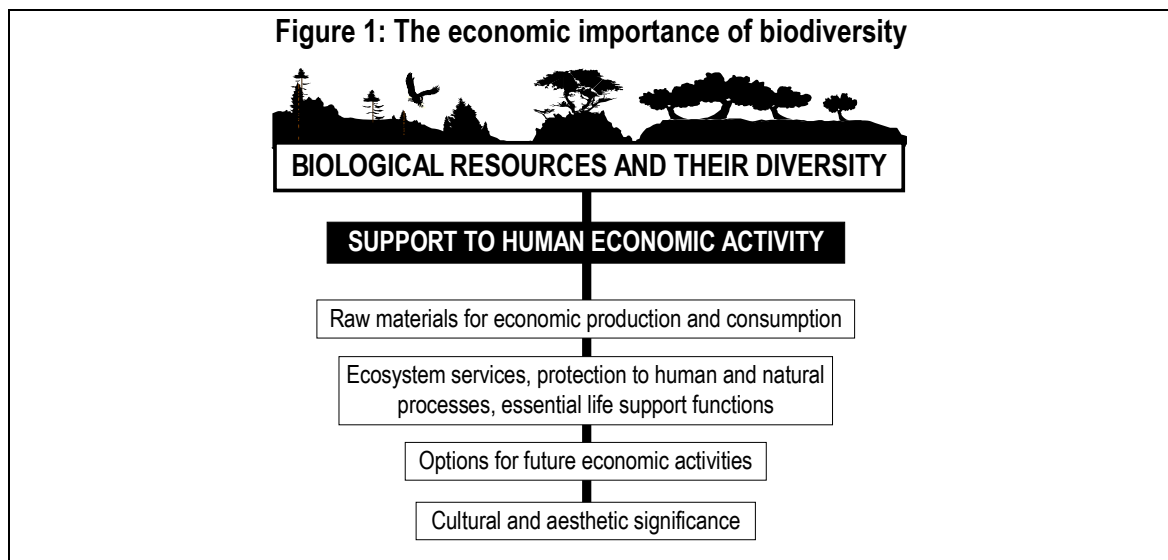 Figure 1: The economic importance of biodiversity
BIOLOGICAL RESOURCES AND THEIR DIVERSITY
SUPPORT TO HUMAN ECONOMIC ACTIVITY
Raw materials for economic production and consumption
Ecosystem services, protection to human and natural
processes, essential life support functions
Options for future economic activities
Cultural and aesthetic significance